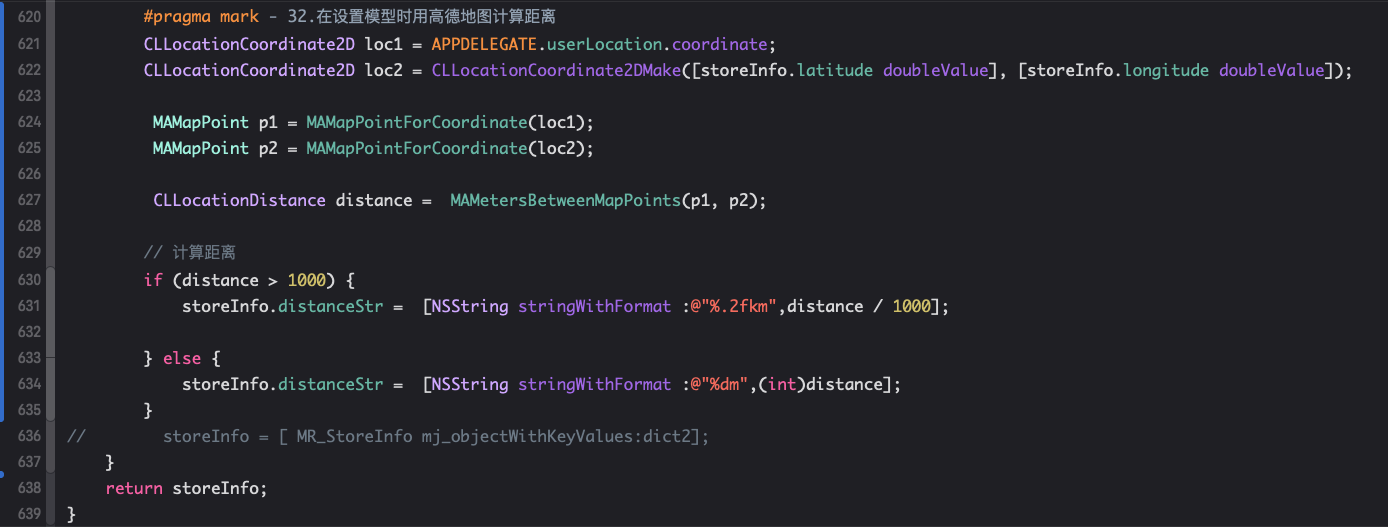 620 #pragma mark - 32.在设置模型时用高德地图计算距离
621 CLLocationCoordinate2D loc1 = APPDELEGATE.userLocation.coordinate;
622 CLLocationCoordinate2D loc2 = CLLocationCoordinate2DMake([storeInfo.latitude doubleValue], [storeInfo.longitude doubleValue]);
623
624 MAMapPoint p1 = MAMapPointForCoordinate(loc1);
625 MAMapPoint p2 = MAMapPointForCoordinate(loc2);
626
627 CLLocationDistance distance =  MAMetersBetweenMapPoints(p1, p2);
628
629 // 计算距离
630 if (distance > 1000) {
631 storeInfo.distanceStr =  [NSString stringWithFormat :@"%.2fkm",distance / 1000];
632
633 } else {
634 storeInfo.distanceStr =  [NSString stringWithFormat :@"%dm",(int)distance];
635 }
636 //        storeInfo = [ MR_StoreInfo mj_objectWithKeyValues:dict2];
637 }
638 return storeInfo;
639 }